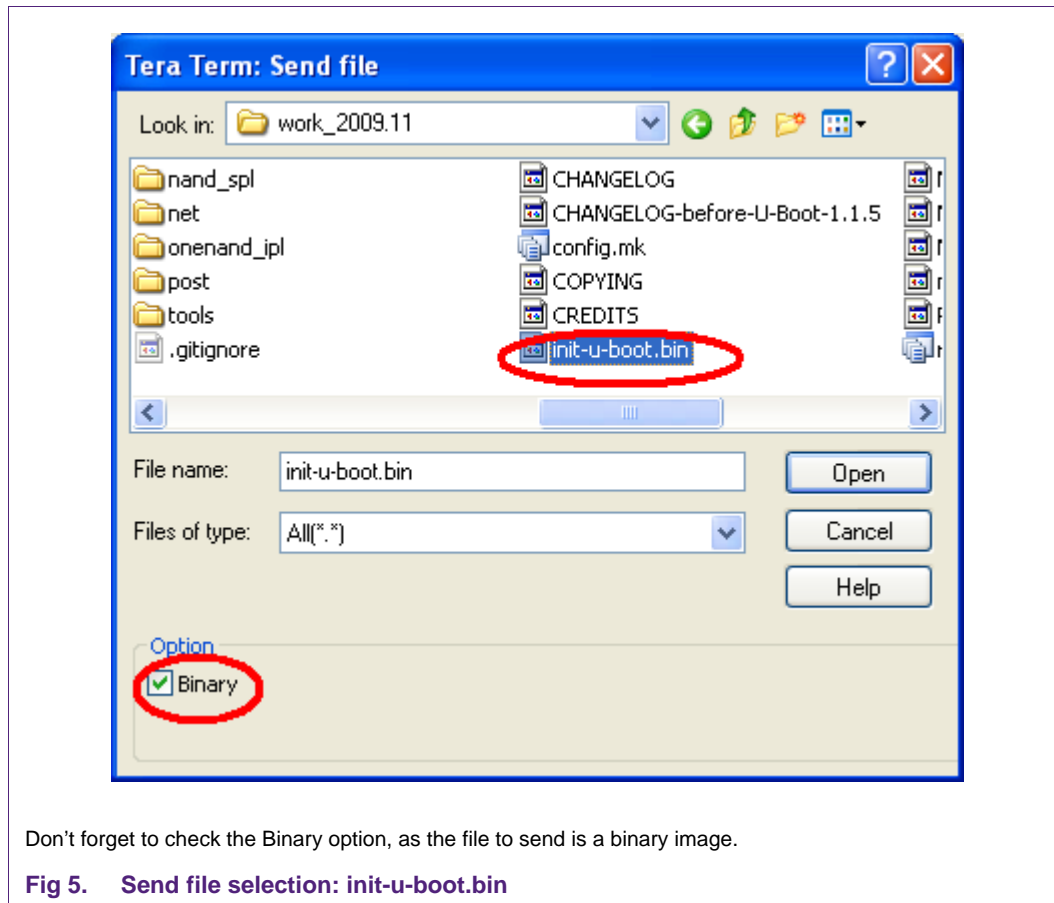 Tera Term: Send file
Look in: work_2009.11
nand_spl
net
onenand_ipl
post
tools
.gitignore
CHANGELOG
CHANGELOG-before-U-Boot-1.1.5
config.mk
COPYING
CREDITS
init-u-boot.bin
File name: init-u-boot.bin Open
Files of type: All(*.*) Cancel
Help
Option
Binary
Don’t forget to check the Binary option, as the file to send is a binary image.
Fig 5. Send file selection: init-u-boot.bin